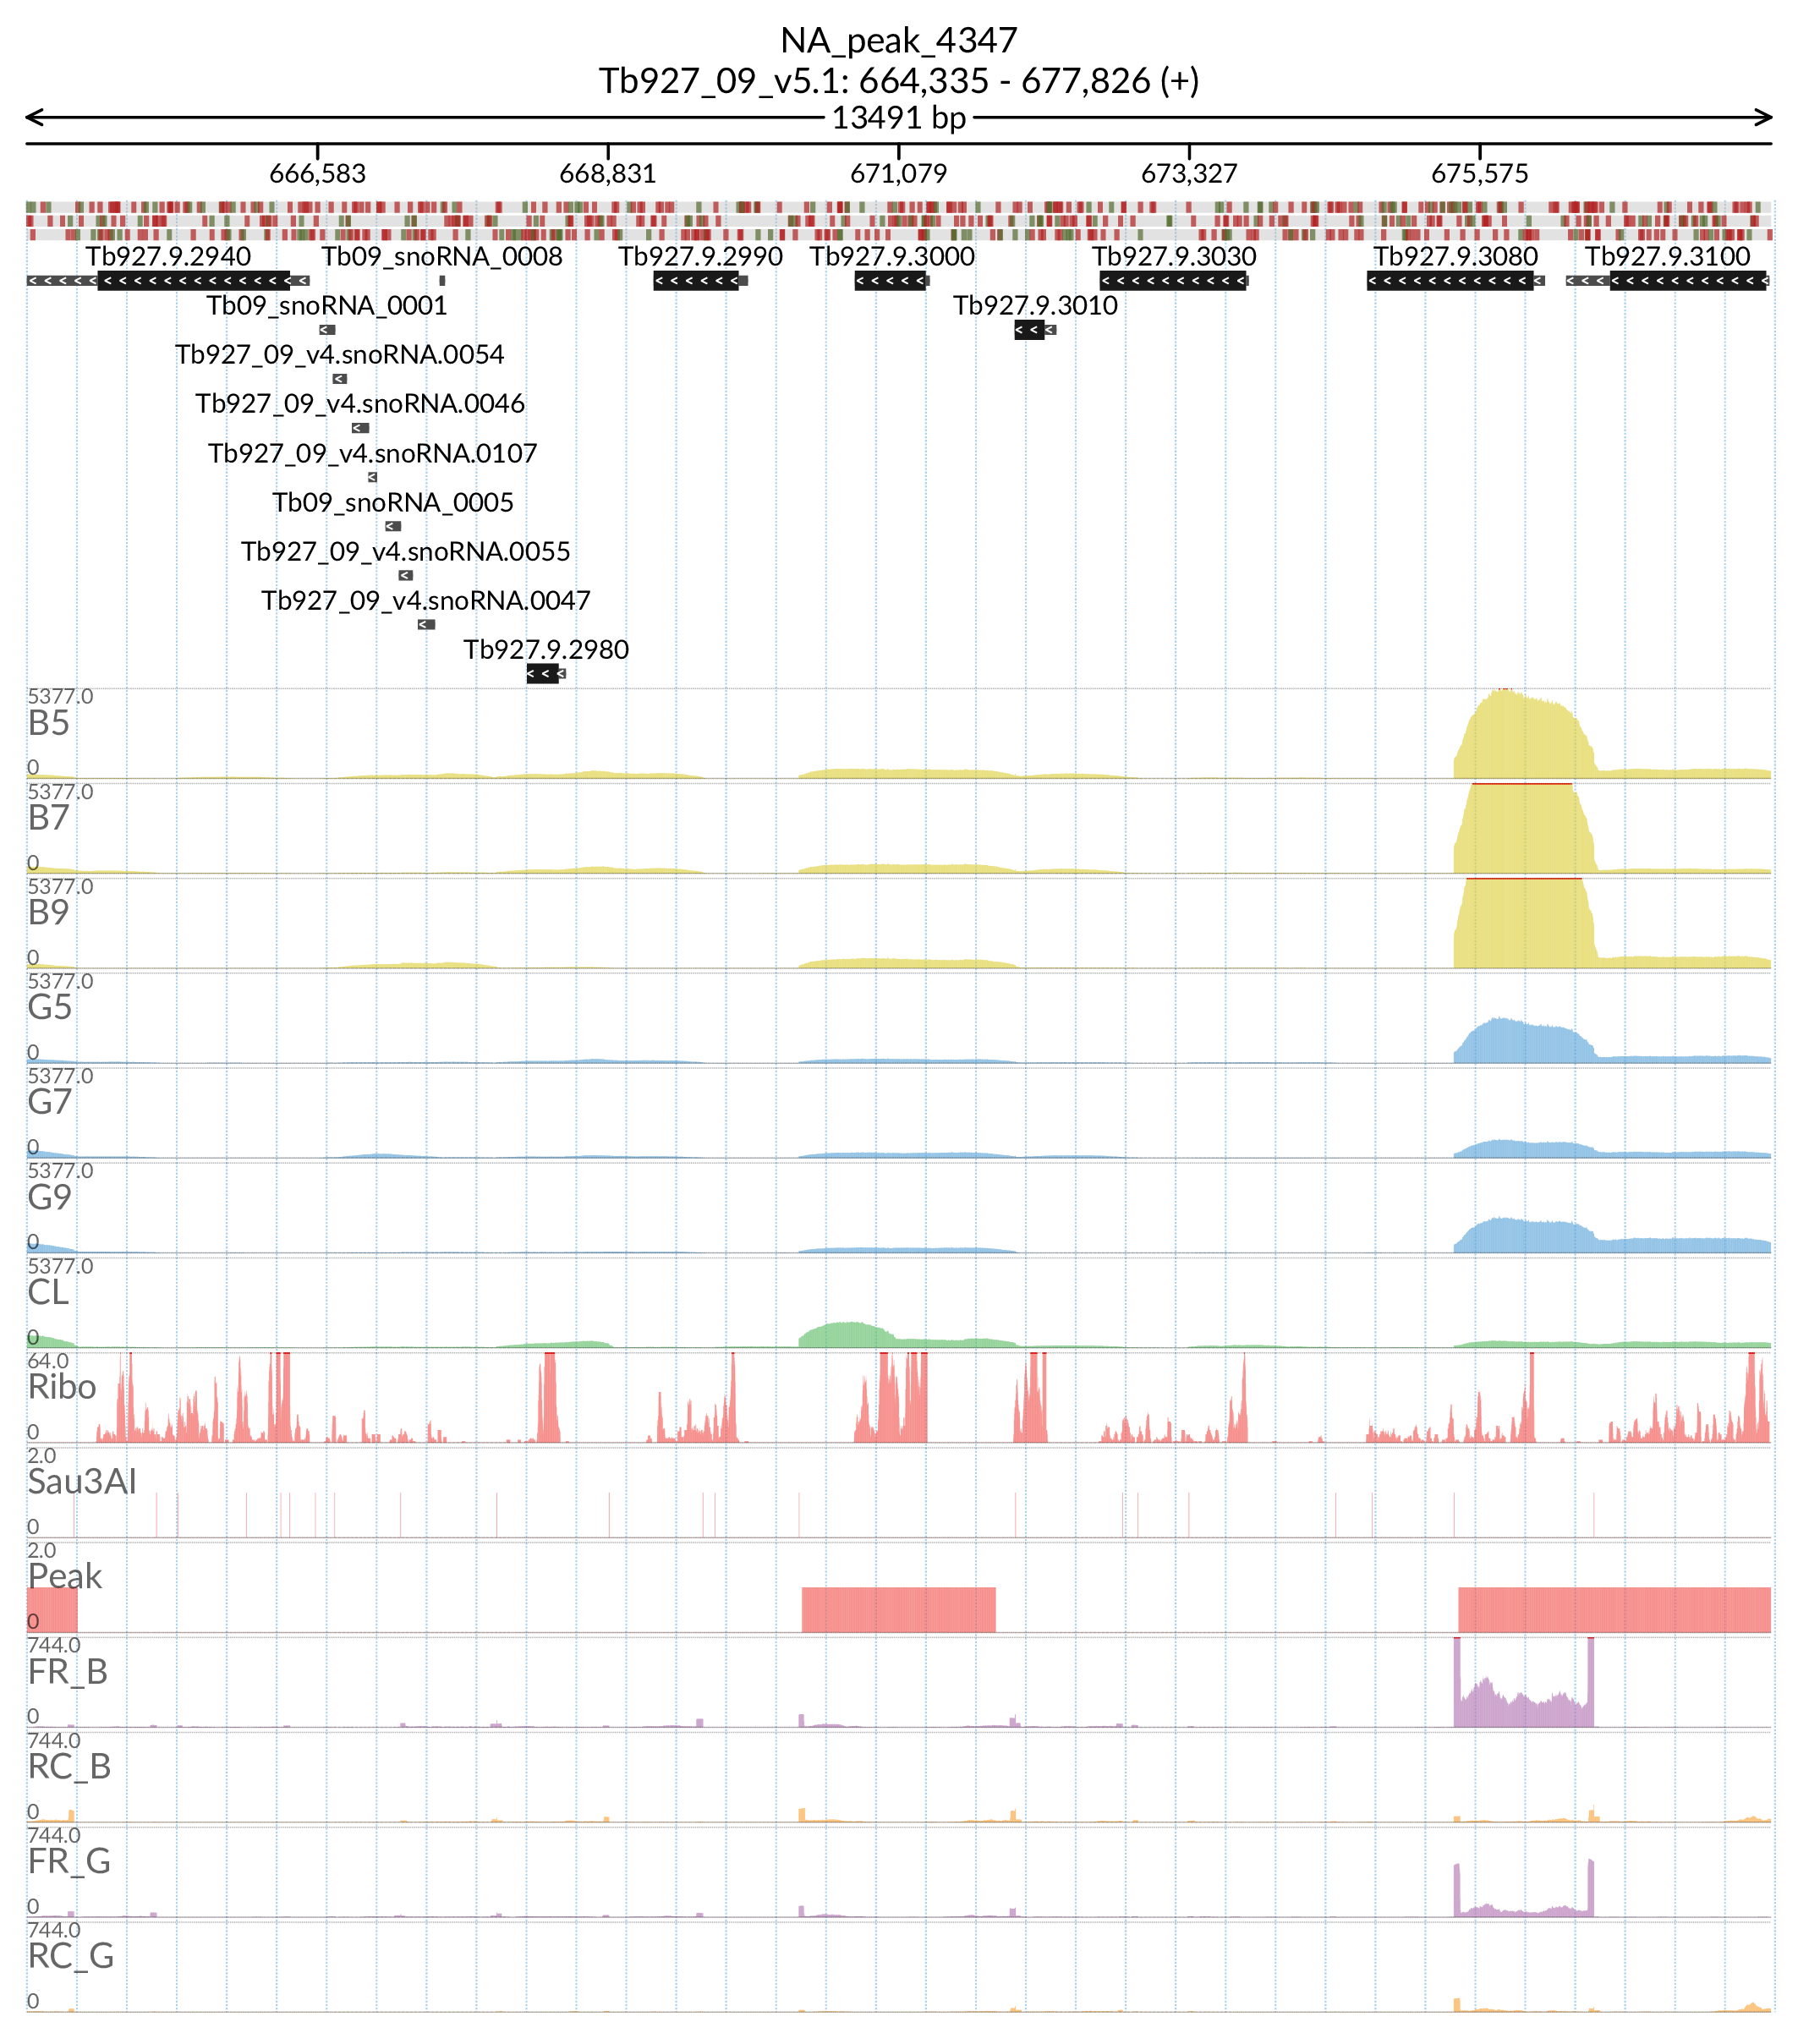 NA_peak_4347
Tb927_09_v5.1: 664,335 - 677,826 (+)
13491 bp
666,583 668,831 671,079 673,327 675,575
Tb927.9.2940 Tb09_snoRNA_0008 Tb927.9.2990 Tb927.9.3000 Tb927.9.3030 Tb927.9.3080 Tb927.9.3100
Tb09_snoRNA_0001 Tb927.9.3010
Tb927_09_v4.snoRNA.0054
Tb927_09_v4.snoRNA.0046
Tb927_09_v4.snoRNA.0107
Tb09_snoRNA_0005
Tb927_09_v4.snoRNA.0055
Tb927_09_v4.snoRNA.0047
Tb927.9.2980
5377.0
B5
0
5377.0
B7
0
5377.0
B9
0
5377.0
G5
0
5377.0
G7
0
5377.0
G9
0
5377.0
CL
0
64.0
Ribo
0
2.0
Sau3AI
0
2.0
Peak
0
744.0
FR_B
0
744.0
RC_B
0
744.0
FR_G
0
744.0
RC_G
0